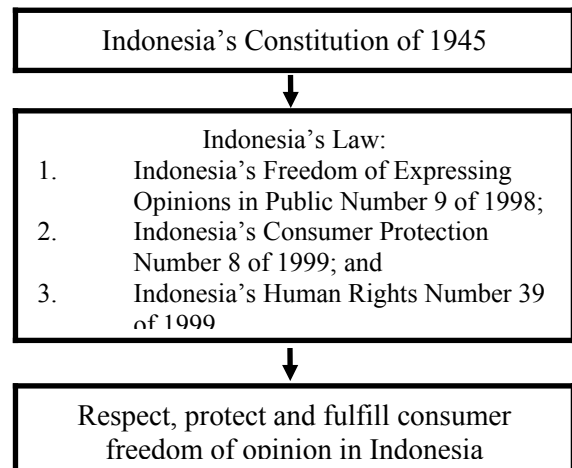 Indonesia’s Constitution of 1945
Indonesia’s Law:
1. Indonesia’s Freedom of Expressing
Opinions in Public Number 9 of 1998;
2. Indonesia’s Consumer Protection
Number 8 of 1999; and
3. Indonesia’s Human Rights Number 39
of 1999
Respect, protect and fulfill consumer
freedom of opinion in Indonesia